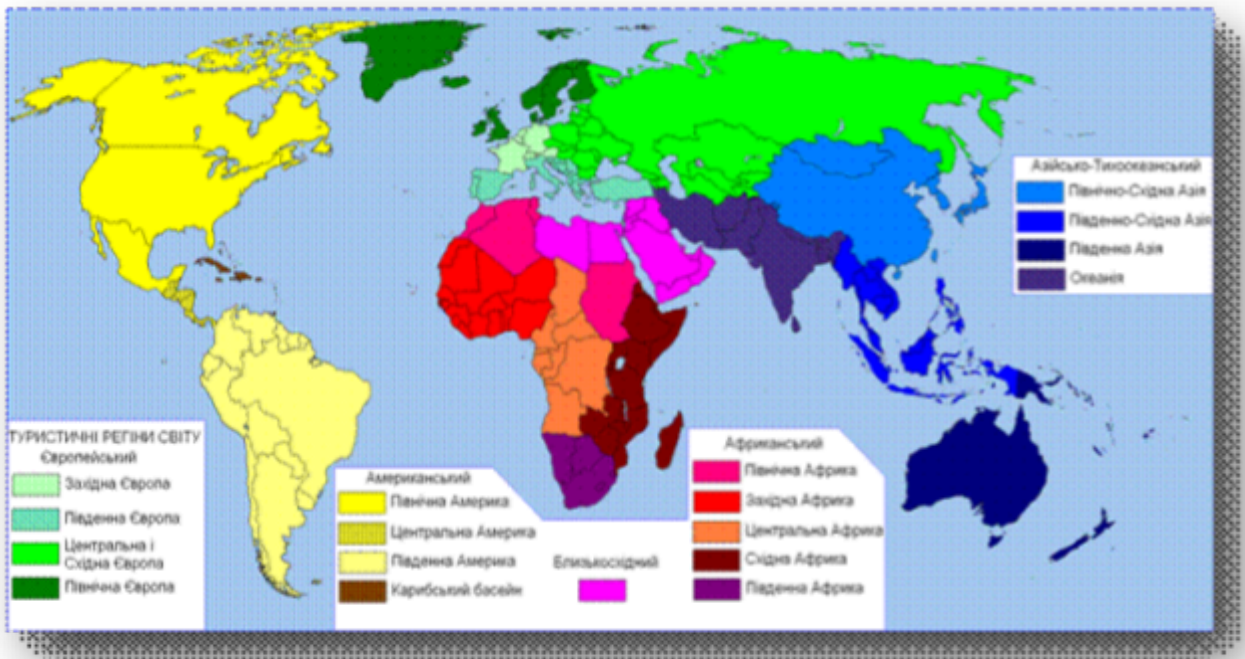 Азійсько-Тихоокеанський
Північно-Східна Азія
Південно-Східна Азія
Південна Азія
Океанія
ТУРИСТИЧНІ РЕГІНИ СВІТУ
Європейський
Західна Європа
Південна Європа
Центральна і
Східна Європа
Північна Європа
Американський
Північна Америка
Центральна Америка
Південна Америка
Карибський басейн
Близькосхідний
Африканський
Північна Африка
Західна Африка
Центральна Африка
Східна Африка
Південна Африка